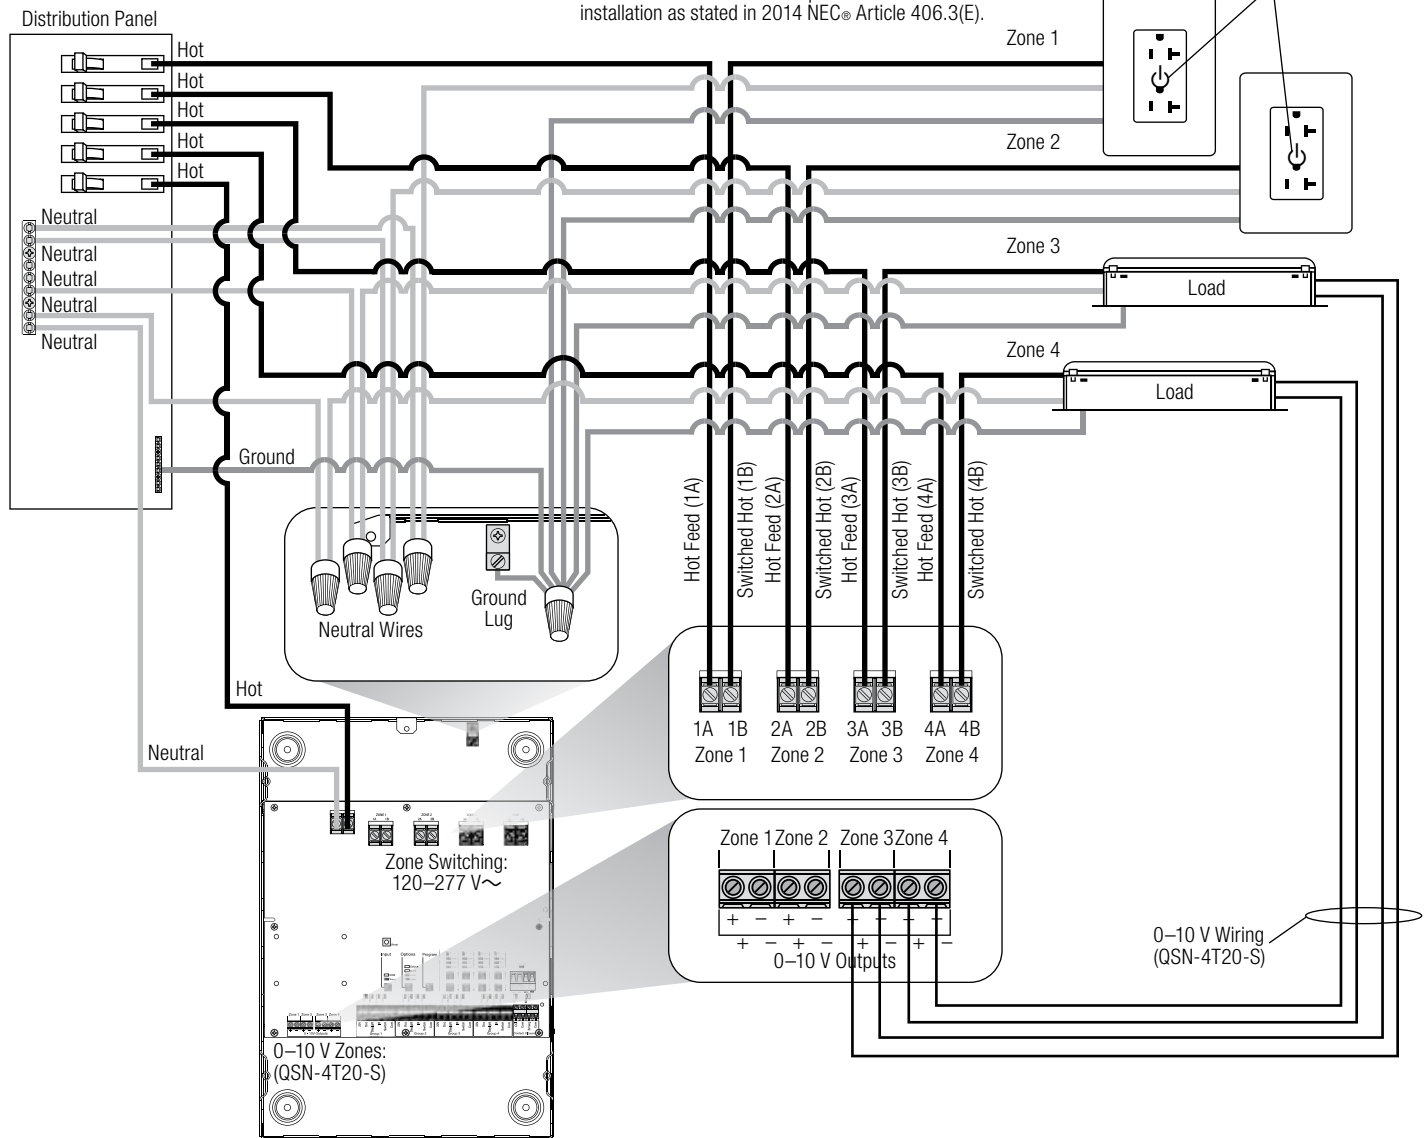 installation as stated in 2014 NEC® Article 406.3(E).
Distribution Panel
Hot
Hot
Hot
Hot
Hot
Neutral
Neutral
Neutral
Neutral
Neutral
Ground
Zone 1
Zone 2
Zone 3
Load
Zone 4
Load
Hot Feed (1A)
Switched Hot (1B)
Hot Feed (2A)
Switched Hot (2B)
Hot Feed (3A)
Switched Hot (3B)
Hot Feed (4A)
Switched Hot (4B)
Neutral Wires
Ground
Lug
Hot
Neutral
1A 1B 2A 2B 3A 3B 4A 4B
Zone 1 Zone 2 Zone 3 Zone 4
Zone Switching:
120–277 V~
Zone 1 Zone 2 Zone 3 Zone 4
+ − + − + − + −
+ − + − + − + −
0–10 V Outputs
0–10 V Wiring
(QSN-4T20-S)
Input Options Program
0–10 V Zones:
(QSN-4T20-S)